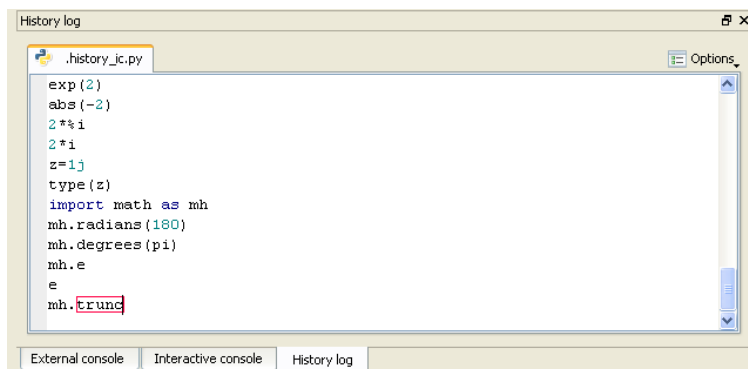 History log
.history_ic.py
Options
exp(2)
abs(-2)
2*%i
2*i
z=1j
type(z)
import math as mh
mh.radians(180)
mh.degrees(pi)
mh.e
e
mh.trunc
External console
Interactive console
History log